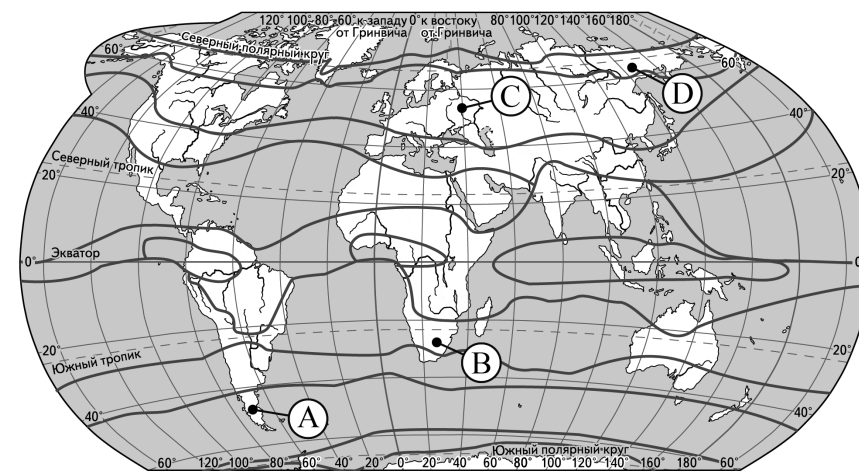 120° 100° 80° 60° к западу 0° к востоку 80° 100° 120° 140° 160° 180°
от Гринвича от Гринвича
Северный полярный круг
60° 60°
C
D
40° 40°
Северный тропик
20° 20°
Экватор
0° 0
20° 20°
Южный тропик
B
A
40° 40°
Южный полярный круг
60° 120° 100° 80° 60° 40° 20° 0° 20° 40° 60° 80° 100° 120° 140° 160° 180° 60°